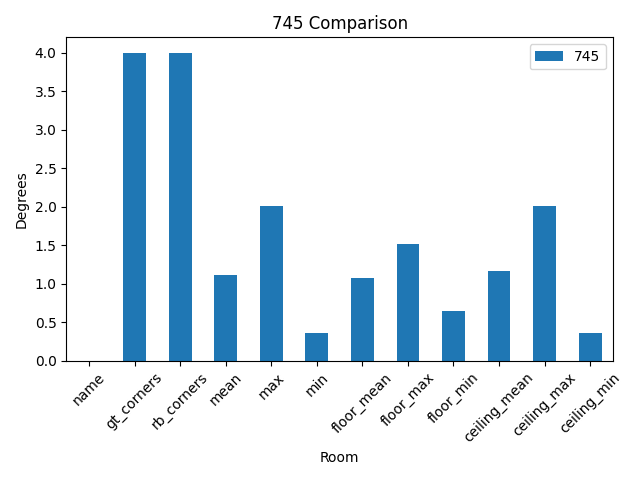 745 Comparison
745
Degrees
4.0
3.5
3.0
2.5
2.0
1.5
1.0
0.5
0.0
name
gt_corners
rb_corners
mean
max
min
floor_mean
floor_max
floor_min
ceiling_mean
ceiling_max
ceiling_min
Room